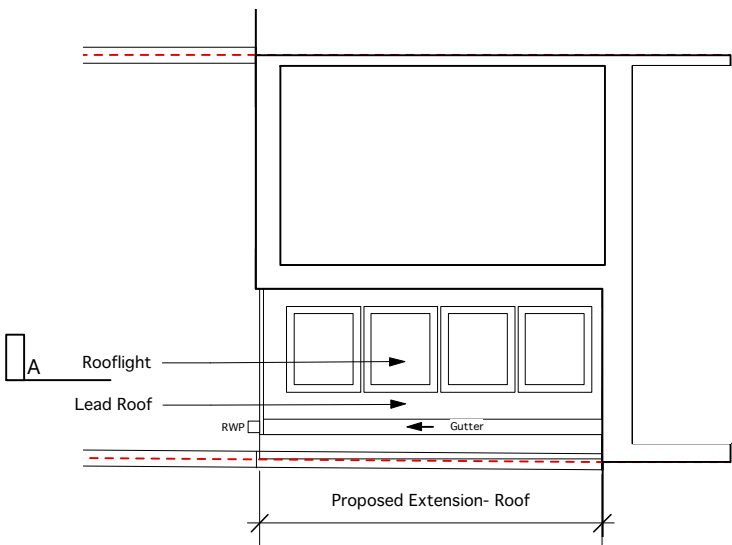 Rooflight
A
Lead Roof
RWP
Gutter
Proposed Extension- Roof